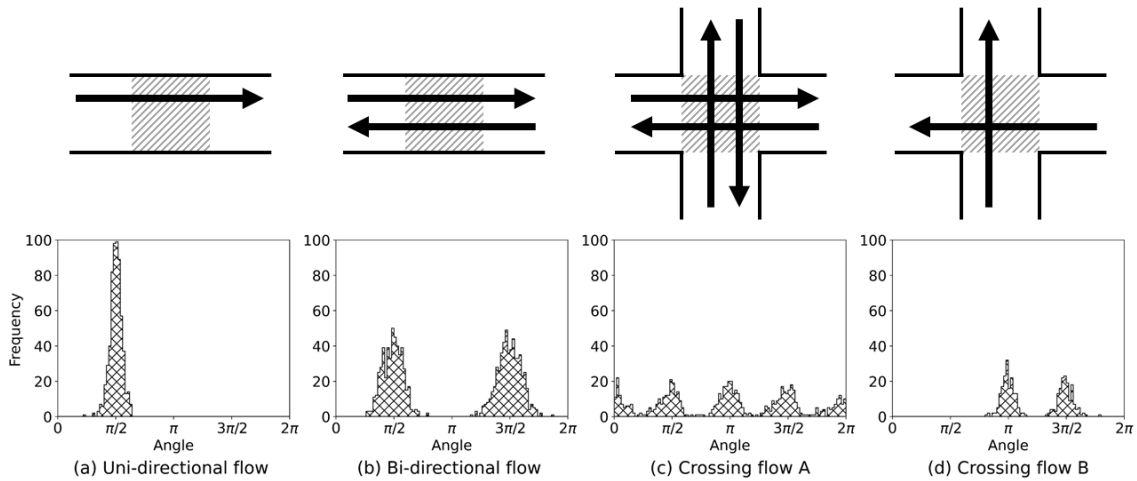 Frequency
100
80
60
40
20
0
0 π/2 π 3π/2 2π
Angle
(a) Uni-directional flow
100
80
60
40
20
0
0 π/2 π 3π/2 2π
Angle
(b) Bi-directional flow
100
80
60
40
20
0
0 π/2 π 3π/2 2π
Angle
(c) Crossing flow A
100
80
60
40
20
0
0 π/2 π 3π/2 2π
Angle
(d) Crossing flow B